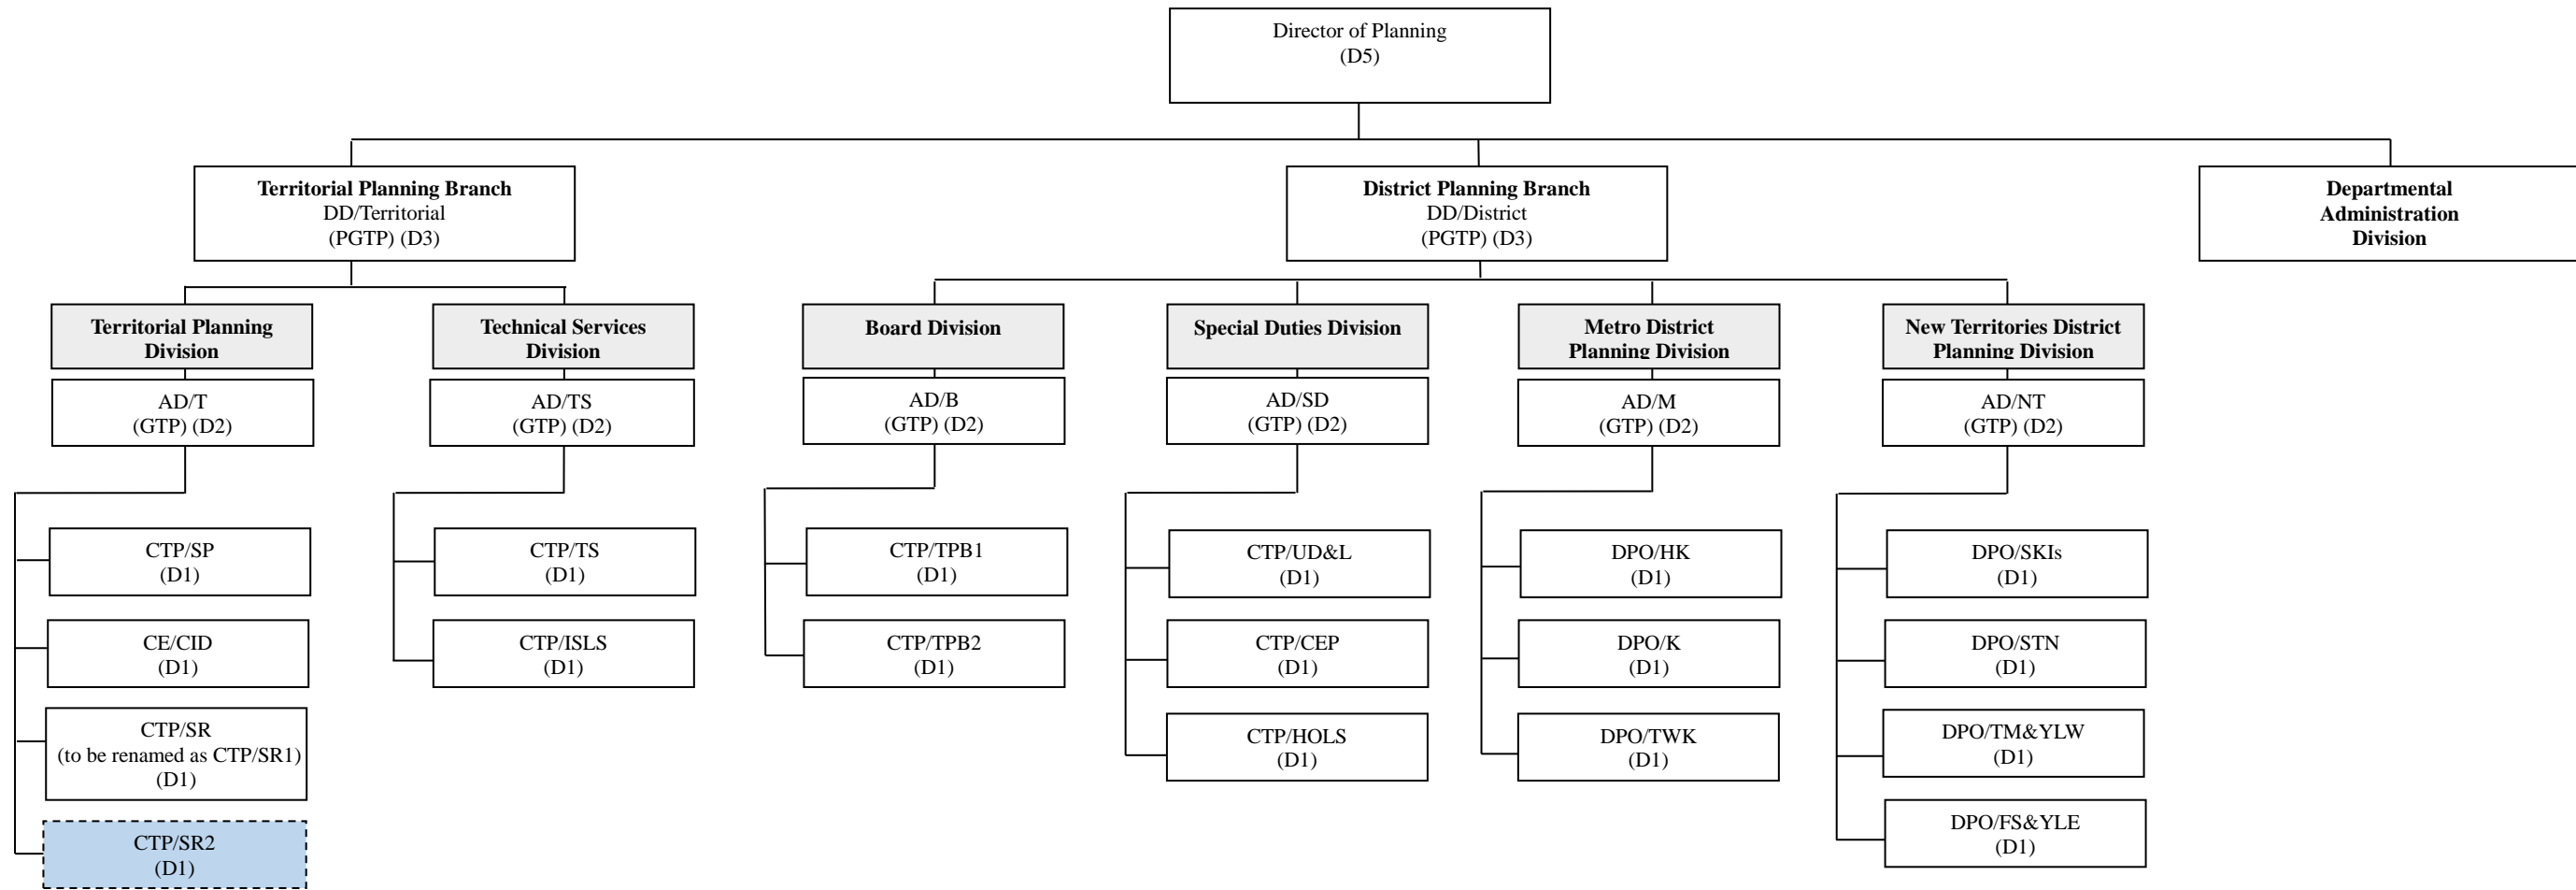 Director of Planning
(D5)
Territorial Planning Branch
DD/Territorial
(PGTP) (D3)
District Planning Branch
DD/District
(PGTP) (D3)
Departmental
Administration
Division
Territorial Planning
Division
Technical Services
Division
Board Division
Special Duties Division
Metro District
Planning Division
New Territories District
Planning Division
AD/T
(GTP) (D2)
AD/TS
(GTP) (D2)
AD/B
(GTP) (D2)
AD/SD
(GTP) (D2)
AD/M
(GTP) (D2)
AD/NT
(GTP) (D2)
CTP/SP
(D1)
CE/CID
(D1)
CTP/SR
(to be renamed as CTP/SR1)
(D1)
CTP/SR2
(D1)
CTP/TS
(D1)
CTP/ISLS
(D1)
CTP/TPB1
(D1)
CTP/TPB2
(D1)
CTP/UD&L
(D1)
CTP/CEP
(D1)
CTP/HOLS
(D1)
DPO/HK
(D1)
DPO/K
(D1)
DPO/TWK
(D1)
DPO/SKIs
(D1)
DPO/STN
(D1)
DPO/TM&YLW
(D1)
DPO/FS&YLE
(D1)